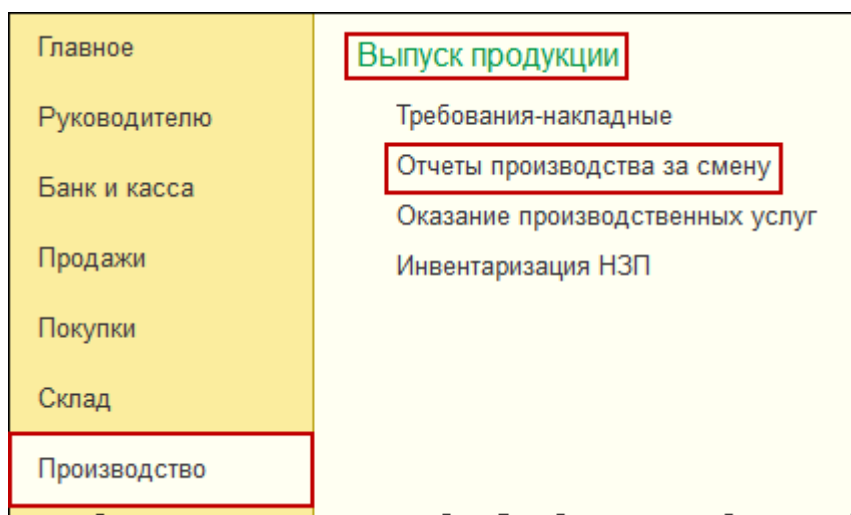 Главное
Руководителю
Банк и касса
Продажи
Покупки
Склад
Производство
Выпуск продукции
Требования-накладные
Отчеты производства за смену
Оказание производственных услуг
Инвентаризация НЗП